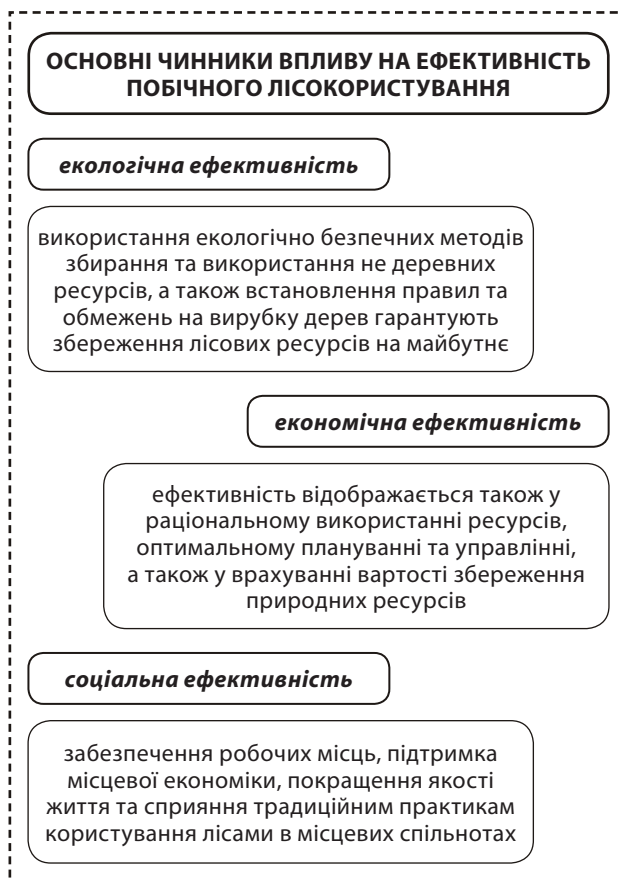 ОСНОВНІ ЧИННИКИ ВПЛИВУ НА ЕФЕКТИВНІСТЬ
ПОБІЧНОГО ЛІСОКОРИСТУВАННЯ
екологічна ефективність
використання екологічно безпечних методів
збирання та використання не деревних
ресурсів, а також встановлення правил та
обмежень на вирубку дерев гарантують
збереження лісових ресурсів на майбутнє
економічна ефективність
ефективність відображається також у
раціональному використанні ресурсів,
оптимальному плануванні та управлінні,
а також у врахуванні вартості збереження
природних ресурсів
соціальна ефективність
забезпечення робочих місць, підтримка
місцевої економіки, покращення якості
життя та сприяння традиційним практикам
користування лісами в місцевих спільнотах